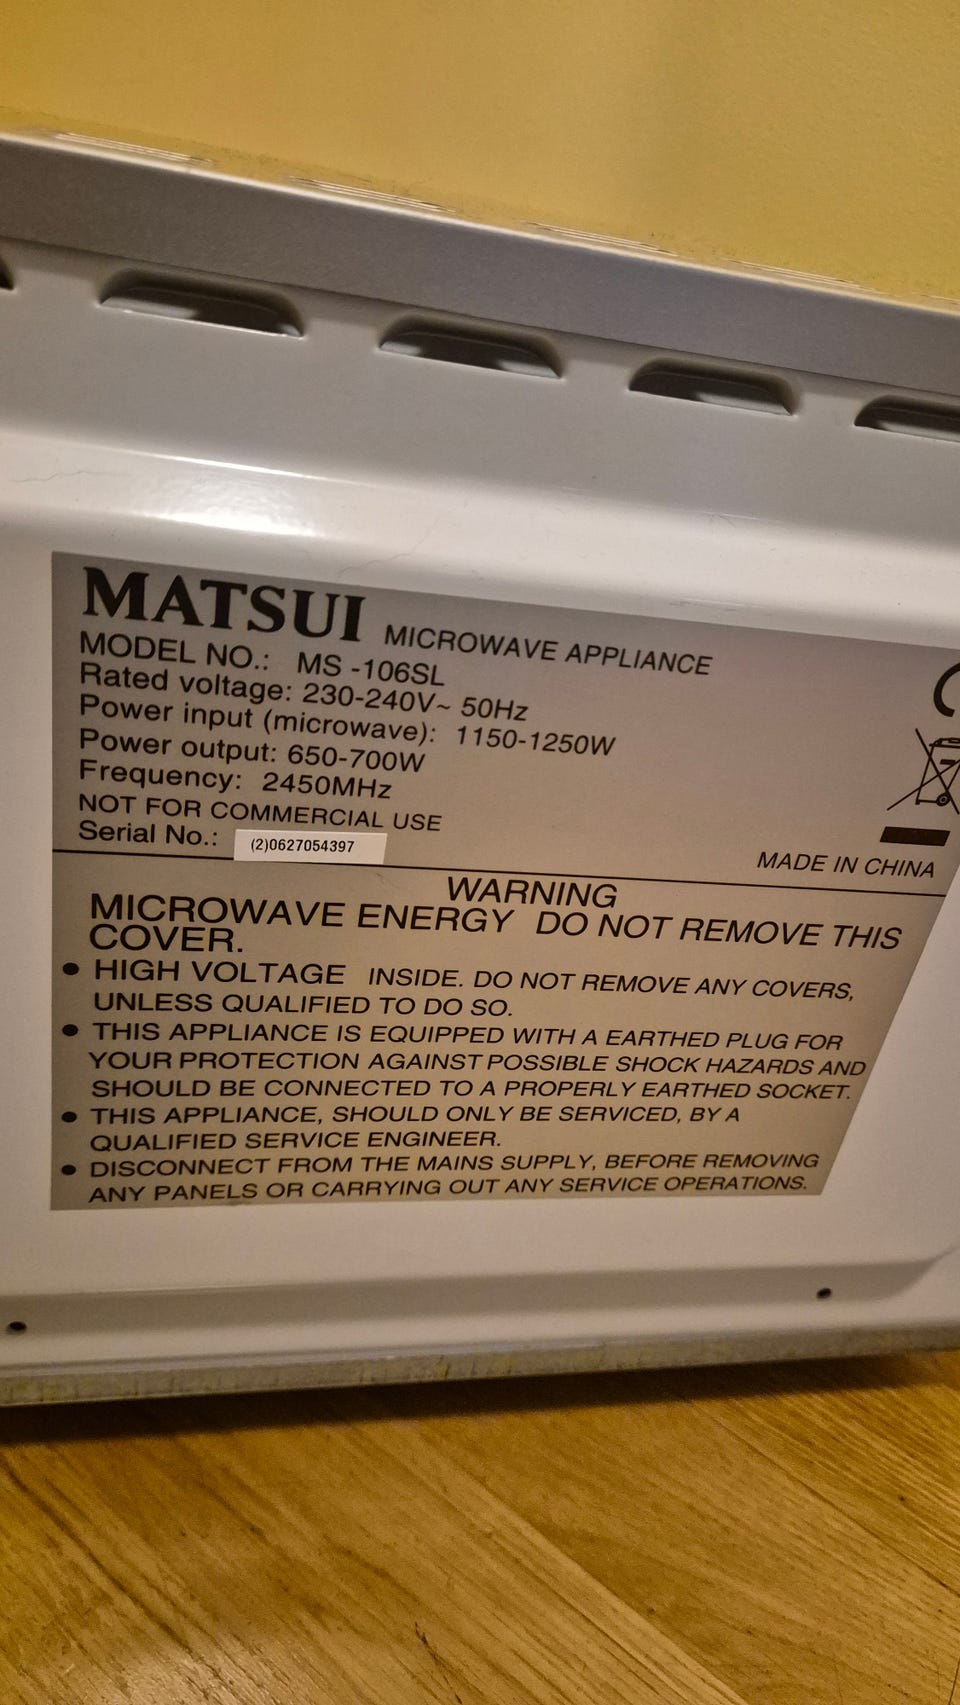 MATSUI MICROWAVE APPLIANCE
MODEL NO.: MS -106SL
Rated voltage: 230-240V~ 50Hz
Power input (microwave): 1150-1250W
Power output: 650-700W
Frequency: 2450MHz
NOT FOR COMMERCIAL USE
Serial No.: (2)0627054397
MADE IN CHINA
WARNING
MICROWAVE ENERGY DO NOT REMOVE THIS
COVER.
● HIGH VOLTAGE INSIDE. DO NOT REMOVE ANY COVERS,
UNLESS QUALIFIED TO DO SO.
● THIS APPLIANCE IS EQUIPPED WITH A EARTHED PLUG FOR
YOUR PROTECTION AGAINST POSSIBLE SHOCK HAZARDS AND
SHOULD BE CONNECTED TO A PROPERLY EARTHED SOCKET.
● THIS APPLIANCE, SHOULD ONLY BE SERVICED, BY A
QUALIFIED SERVICE ENGINEER.
● DISCONNECT FROM THE MAINS SUPPLY, BEFORE REMOVING
ANY PANELS OR CARRYING OUT ANY SERVICE OPERATIONS.